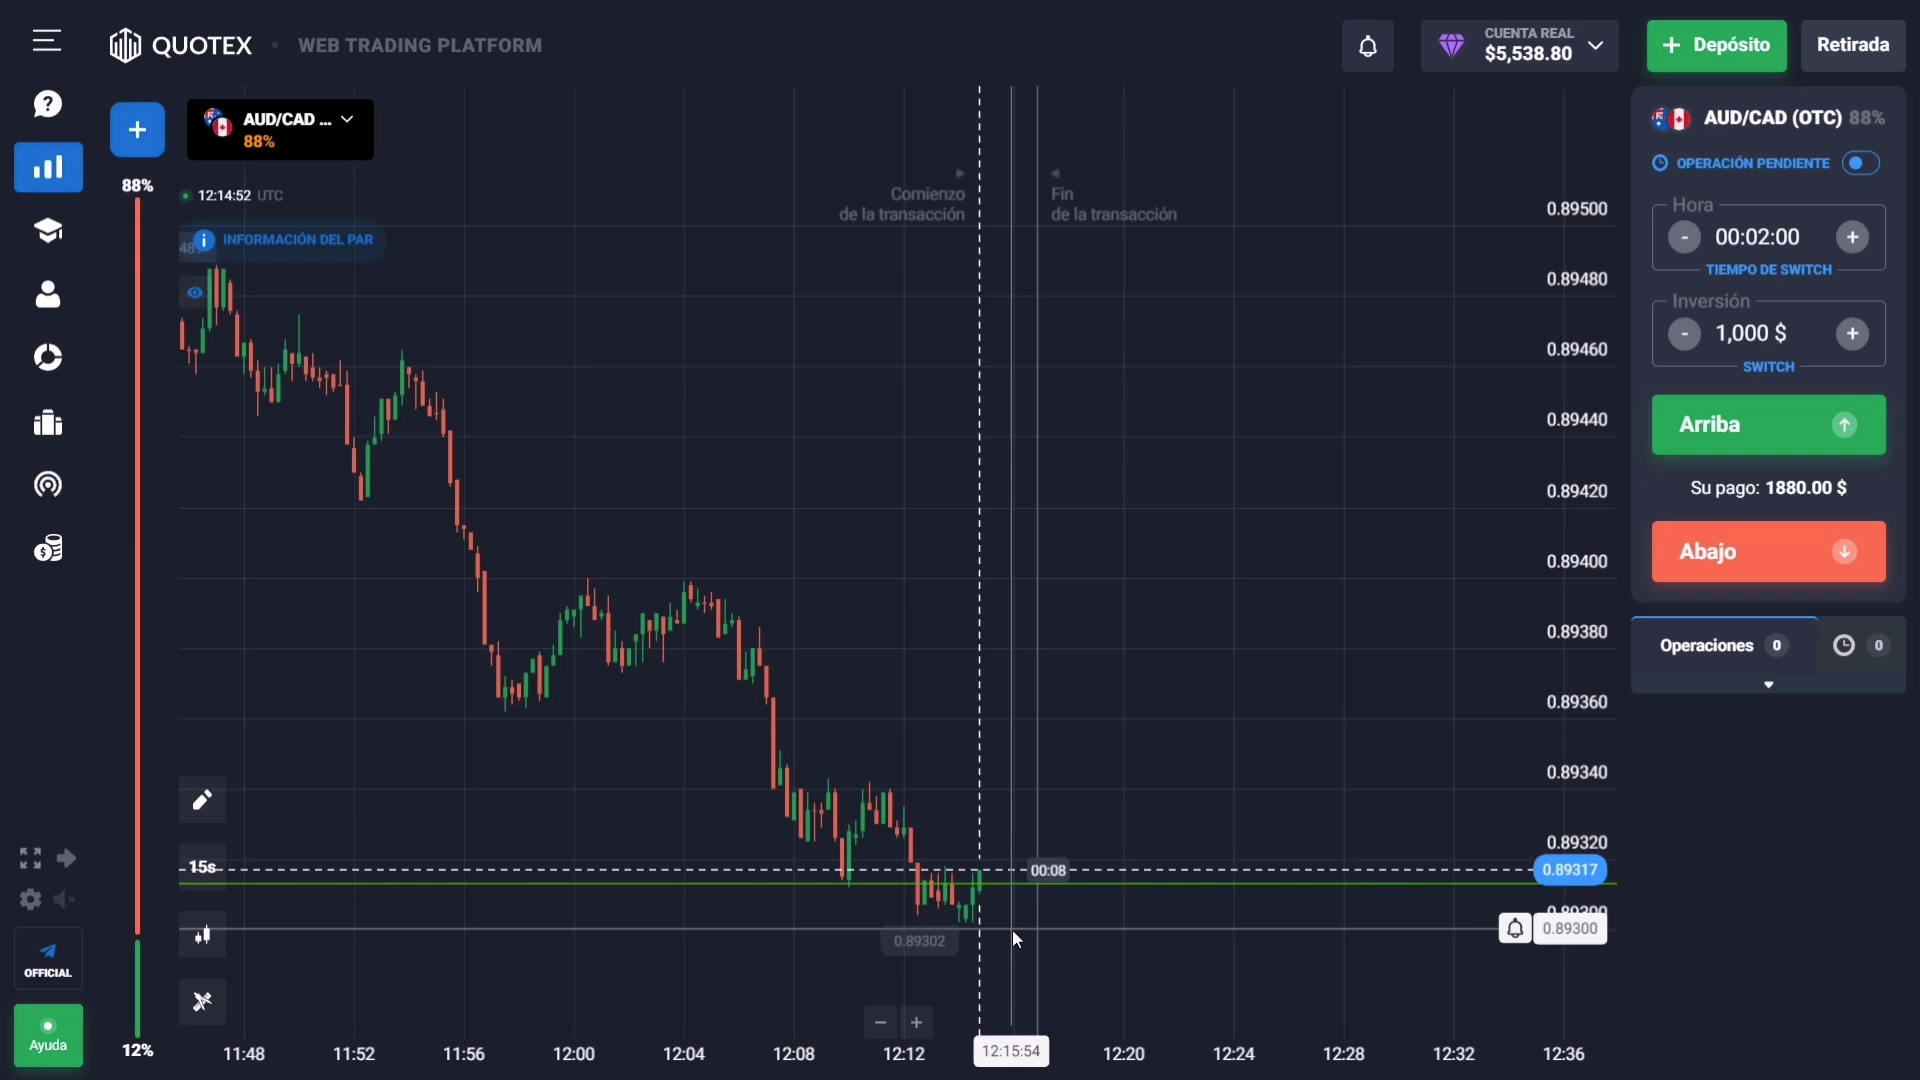 QUOTEX
WEB TRADING PLATFORM
CUENTA REAL
$5,538.80
+ Depósito
Retirada
?
+
AUD/CAD ...
88%
88%
12:14:52 UTC
i INFORMACIÓN DEL PAR
Comienzo
de la transacción
Fin
de la transacción
0.89500
0.89480
0.89460
0.89440
0.89420
0.89400
0.89380
0.89360
0.89340
0.89320
0.89317
0.89300
0.89300
AUD/CAD (OTC) 88%
OPERACIÓN PENDIENTE
Hora
- 00:02:00 +
TIEMPO DE SWITCH
Inversión
- 1,000 $ +
SWITCH
Arriba
Su pago: 1880.00 $
Abajo
Operaciones 0
0
15s
00:08
0.89302
OFFICIAL
Ayuda
12%
− +
11:48
11:52
11:56
12:00
12:04
12:08
12:12
12:15:54
12:20
12:24
12:28
12:32
12:36